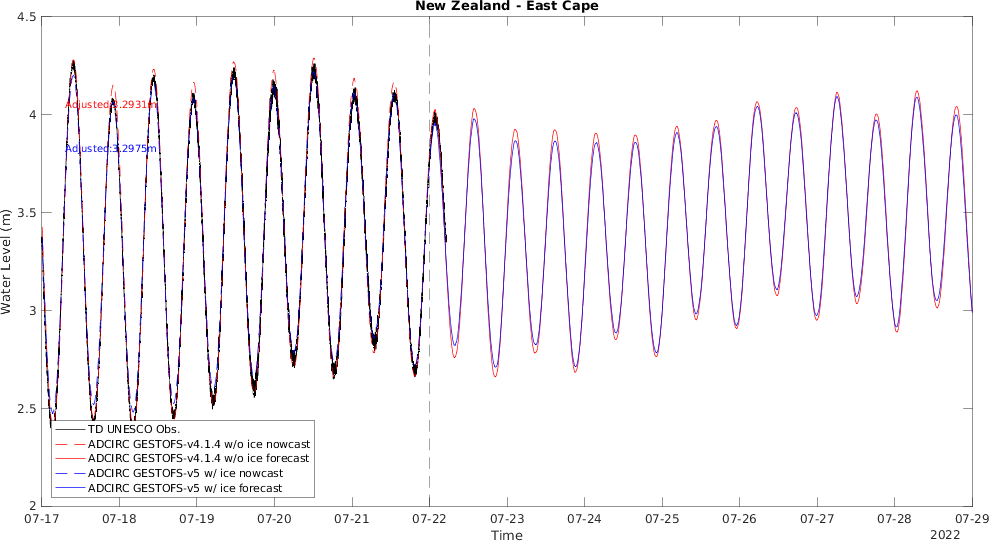 New Zealand - East Cape
4.5
4
3.5
3
2.5
2
Water Level (m)
Adjusted:3.2931m
Adjusted:3.2975m
TD UNESCO Obs.
ADCIRC GESTOFS-v4.1.4 w/o ice nowcast
ADCIRC GESTOFS-v4.1.4 w/o ice forecast
ADCIRC GESTOFS-v5 w/ ice nowcast
ADCIRC GESTOFS-v5 w/ ice forecast
07-17 07-18 07-19 07-20 07-21 07-22 07-23 07-24 07-25 07-26 07-27 07-28 07-29
Time
2022